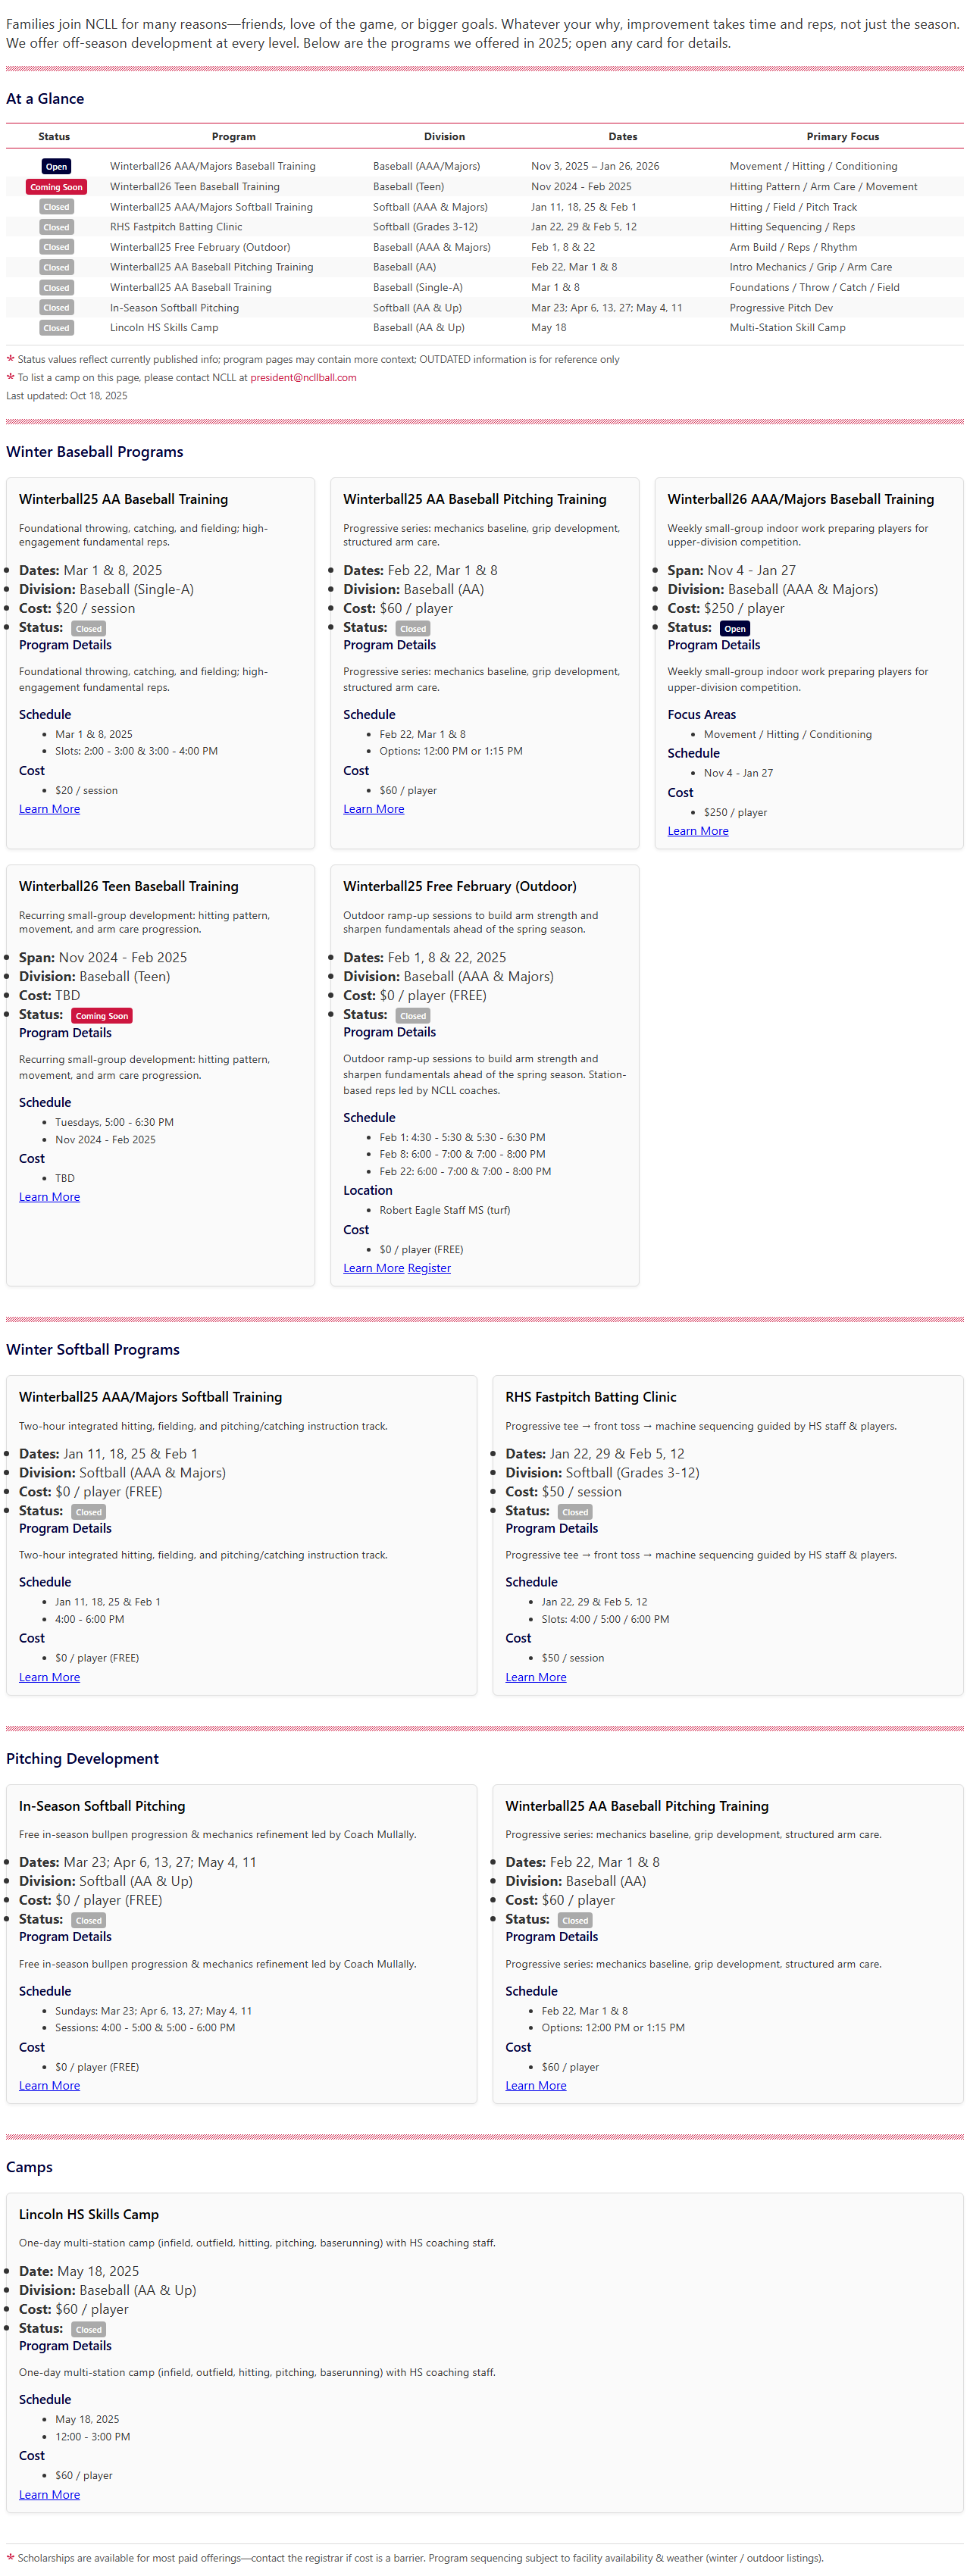 Families join NCLL for many reasons—friends, love of the game, or bigger goals. Whatever your why, improvement takes time and reps, not just the season.
We offer off-season development at every level. Below are the programs we offered in 2025; open any card for details.
At a Glance
Status Program Division Dates Primary Focus
Open Winterball26 AAA/Majors Baseball Training Baseball (AAA/Majors) Nov 3, 2025 – Jan 26, 2026 Movement / Hitting / Conditioning
Coming Soon Winterball26 Teen Baseball Training Baseball (Teen) Nov 2024 - Feb 2025 Hitting Pattern / Arm Care / Movement
Closed Winterball25 AAA/Majors Softball Training Softball (AAA & Majors) Jan 11, 18, 25 & Feb 1 Hitting / Field / Pitch Track
Closed RHS Fastpitch Batting Clinic Softball (Grades 3-12) Jan 22, 29 & Feb 5, 12 Hitting Sequencing / Reps
Closed Winterball25 Free February (Outdoor) Baseball (AAA & Majors) Feb 1, 8 & 22 Arm Build / Reps / Rhythm
Closed Winterball25 AA Baseball Pitching Training Baseball (AA) Feb 22, Mar 1 & 8 Intro Mechanics / Grip / Arm Care
Closed Winterball25 AA Baseball Training Baseball (Single-A) Mar 1 & 8 Foundations / Throw / Catch / Field
Closed In-Season Softball Pitching Softball (AA & Up) Mar 23; Apr 6, 13, 27; May 4, 11 Progressive Pitch Dev
Closed Lincoln HS Skills Camp Baseball (AA & Up) May 18 Multi-Station Skill Camp
* Status values reflect currently published info; program pages may contain more context; OUTDATED information is for reference only
* To list a camp on this page, please contact NCLL at president@ncllball.com
Last updated: Oct 18, 2025
Winter Baseball Programs
Winterball25 AA Baseball Training
Foundational throwing, catching, and fielding; high-
engagement fundamental reps.
• Dates: Mar 1 & 8, 2025
• Division: Baseball (Single-A)
• Cost: $20 / session
• Status: Closed
Program Details
Foundational throwing, catching, and fielding; high-
engagement fundamental reps.
Schedule
• Mar 1 & 8, 2025
• Slots: 2:00 - 3:00 & 3:00 - 4:00 PM
Cost
• $20 / session
Learn More
Winterball25 AA Baseball Pitching Training
Progressive series: mechanics baseline, grip development,
structured arm care.
• Dates: Feb 22, Mar 1 & 8
• Division: Baseball (AA)
• Cost: $60 / player
• Status: Closed
Program Details
Progressive series: mechanics baseline, grip development,
structured arm care.
Schedule
• Feb 22, Mar 1 & 8
• Options: 12:00 PM or 1:15 PM
Cost
• $60 / player
Learn More
Winterball26 AAA/Majors Baseball Training
Weekly small-group indoor work preparing players for
upper-division competition.
• Span: Nov 4 - Jan 27
• Division: Baseball (AAA & Majors)
• Cost: $250 / player
• Status: Open
Program Details
Weekly small-group indoor work preparing players for
upper-division competition.
Focus Areas
• Movement / Hitting / Conditioning
Schedule
• Nov 4 - Jan 27
Cost
• $250 / player
Learn More
Winterball26 Teen Baseball Training
Recurring small-group development: hitting pattern,
movement, and arm care progression.
• Span: Nov 2024 - Feb 2025
• Division: Baseball (Teen)
• Cost: TBD
• Status: Coming Soon
Program Details
Recurring small-group development: hitting pattern,
movement, and arm care progression.
Schedule
• Tuesdays, 5:00 - 6:30 PM
• Nov 2024 - Feb 2025
Cost
• TBD
Learn More
Winterball25 Free February (Outdoor)
Outdoor ramp-up sessions to build arm strength and
sharpen fundamentals ahead of the spring season.
• Dates: Feb 1, 8 & 22, 2025
• Division: Baseball (AAA & Majors)
• Cost: $0 / player (FREE)
• Status: Closed
Program Details
Outdoor ramp-up sessions to build arm strength and
sharpen fundamentals ahead of the spring season. Station-
based reps led by NCLL coaches.
Schedule
• Feb 1: 4:30 - 5:30 & 5:30 - 6:30 PM
• Feb 8: 6:00 - 7:00 & 7:00 - 8:00 PM
• Feb 22: 6:00 - 7:00 & 7:00 - 8:00 PM
Location
• Robert Eagle Staff MS (turf)
Cost
• $0 / player (FREE)
Learn More Register
Winter Softball Programs
Winterball25 AAA/Majors Softball Training
Two-hour integrated hitting, fielding, and pitching/catching instruction track.
• Dates: Jan 11, 18, 25 & Feb 1
• Division: Softball (AAA & Majors)
• Cost: $0 / player (FREE)
• Status: Closed
Program Details
Two-hour integrated hitting, fielding, and pitching/catching instruction track.
Schedule
• Jan 11, 18, 25 & Feb 1
• 4:00 - 6:00 PM
Cost
• $0 / player (FREE)
Learn More
RHS Fastpitch Batting Clinic
Progressive tee → front toss → machine sequencing guided by HS staff & players.
• Dates: Jan 22, 29 & Feb 5, 12
• Division: Softball (Grades 3-12)
• Cost: $50 / session
• Status: Closed
Program Details
Progressive tee → front toss → machine sequencing guided by HS staff & players.
Schedule
• Jan 22, 29 & Feb 5, 12
• Slots: 4:00 / 5:00 / 6:00 PM
Cost
• $50 / session
Learn More
Pitching Development
In-Season Softball Pitching
Free in-season bullpen progression & mechanics refinement led by Coach Mullally.
• Dates: Mar 23; Apr 6, 13, 27; May 4, 11
• Division: Softball (AA & Up)
• Cost: $0 / player (FREE)
• Status: Closed
Program Details
Free in-season bullpen progression & mechanics refinement led by Coach Mullally.
Schedule
• Sundays: Mar 23; Apr 6, 13, 27; May 4, 11
• Sessions: 4:00 - 5:00 & 5:00 - 6:00 PM
Cost
• $0 / player (FREE)
Learn More
Winterball25 AA Baseball Pitching Training
Progressive series: mechanics baseline, grip development, structured arm care.
• Dates: Feb 22, Mar 1 & 8
• Division: Baseball (AA)
• Cost: $60 / player
• Status: Closed
Program Details
Progressive series: mechanics baseline, grip development, structured arm care.
Schedule
• Feb 22, Mar 1 & 8
• Options: 12:00 PM or 1:15 PM
Cost
• $60 / player
Learn More
Camps
Lincoln HS Skills Camp
One-day multi-station camp (infield, outfield, hitting, pitching, baserunning) with HS coaching staff.
• Date: May 18, 2025
• Division: Baseball (AA & Up)
• Cost: $60 / player
• Status: Closed
Program Details
One-day multi-station camp (infield, outfield, hitting, pitching, baserunning) with HS coaching staff.
Schedule
• May 18, 2025
• 12:00 - 3:00 PM
Cost
• $60 / player
Learn More
* Scholarships are available for most paid offerings—contact the registrar if cost is a barrier. Program sequencing subject to facility availability & weather (winter / outdoor listings).